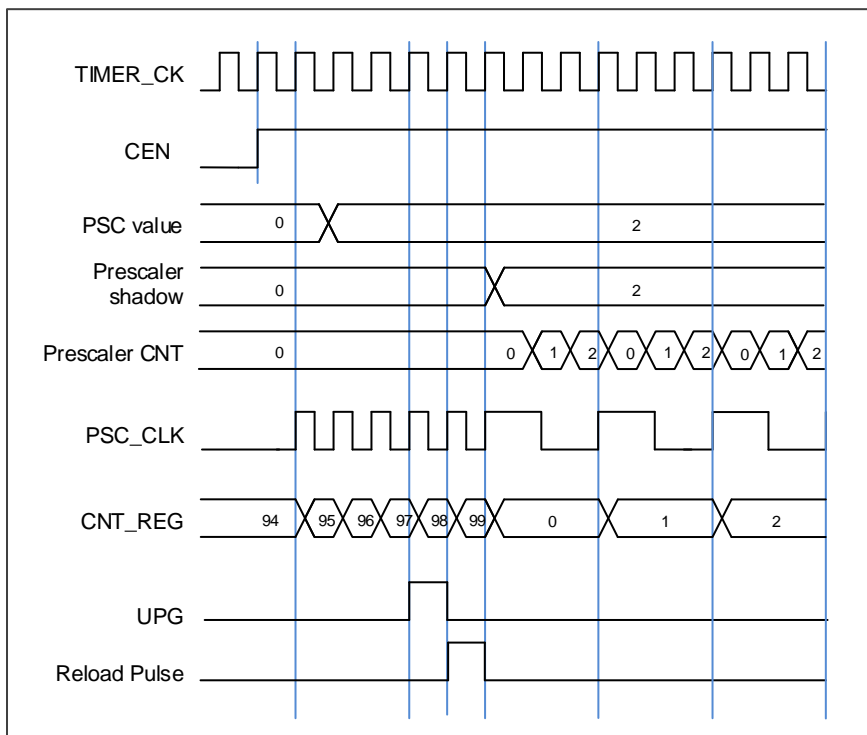 TIMER_CK
CEN
PSC value 0 2
Prescaler
shadow 0 2
Prescaler CNT 0 0 1 2 0 1 2 0 1 2
PSC_CLK
CNT_REG 94 95 96 97 98 99 0 1 2
UPG
Reload Pulse